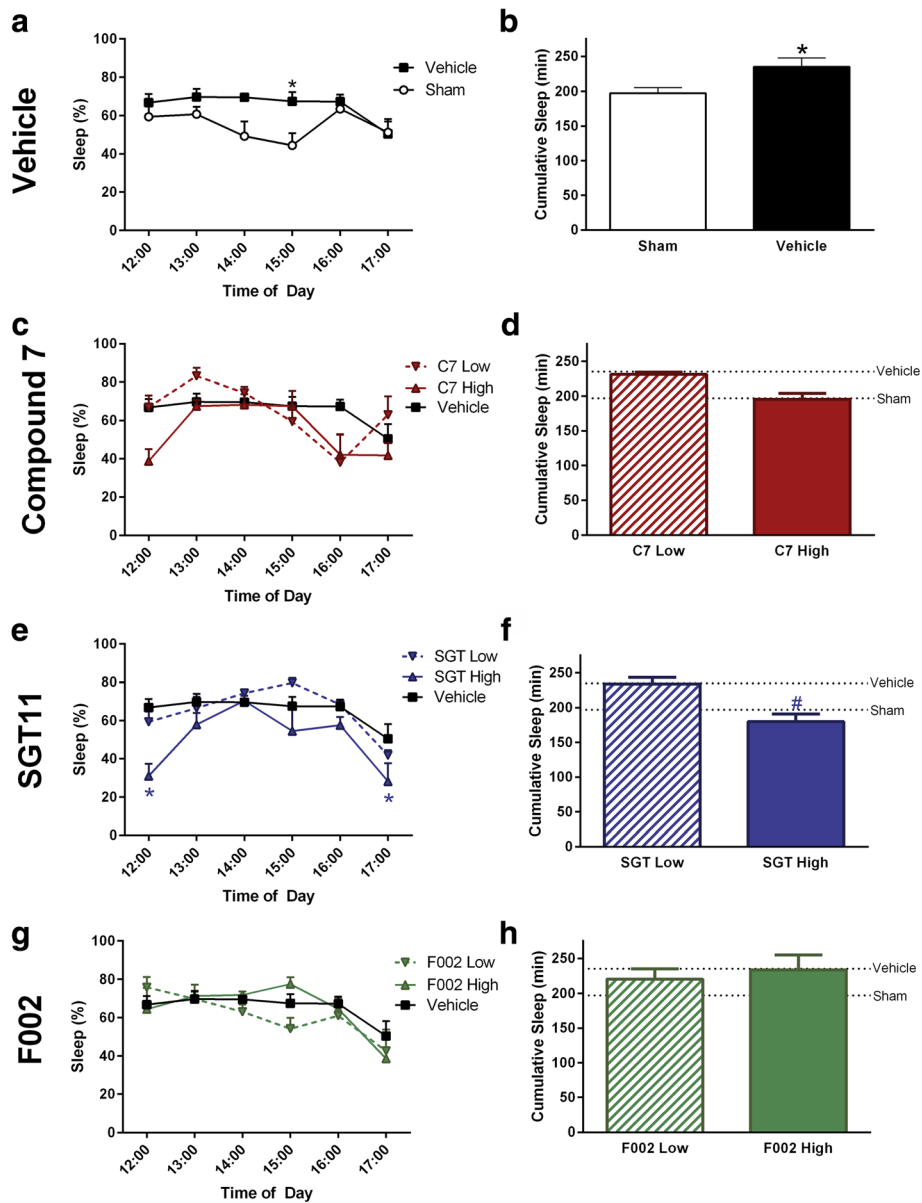 a
Vehicle
Sleep (%)
100
80
60
40
20
0
*
Vehicle
Sham
12:00
13:00
14:00
15:00
16:00
17:00
Time of Day
b
Cumulative Sleep (min)
250
200
150
100
50
0
*
Sham
Vehicle
c
Compound 7
Sleep (%)
100
80
60
40
20
0
C7 Low
C7 High
Vehicle
12:00
13:00
14:00
15:00
16:00
17:00
Time of Day
d
Cumulative Sleep (min)
250
200
150
100
50
0
Vehicle
Sham
C7 Low
C7 High
e
SGT11
Sleep (%)
100
80
60
40
20
0
SGT Low
SGT High
Vehicle
*
*
12:00
13:00
14:00
15:00
16:00
17:00
Time of Day
f
Cumulative Sleep (min)
250
200
150
100
50
0
#
Vehicle
Sham
SGT Low
SGT High
g
F002
Sleep (%)
100
80
60
40
20
0
F002 Low
F002 High
Vehicle
12:00
13:00
14:00
15:00
16:00
17:00
Time of Day
h
Cumulative Sleep (min)
250
200
150
100
50
0
Vehicle
Sham
F002 Low
F002 High